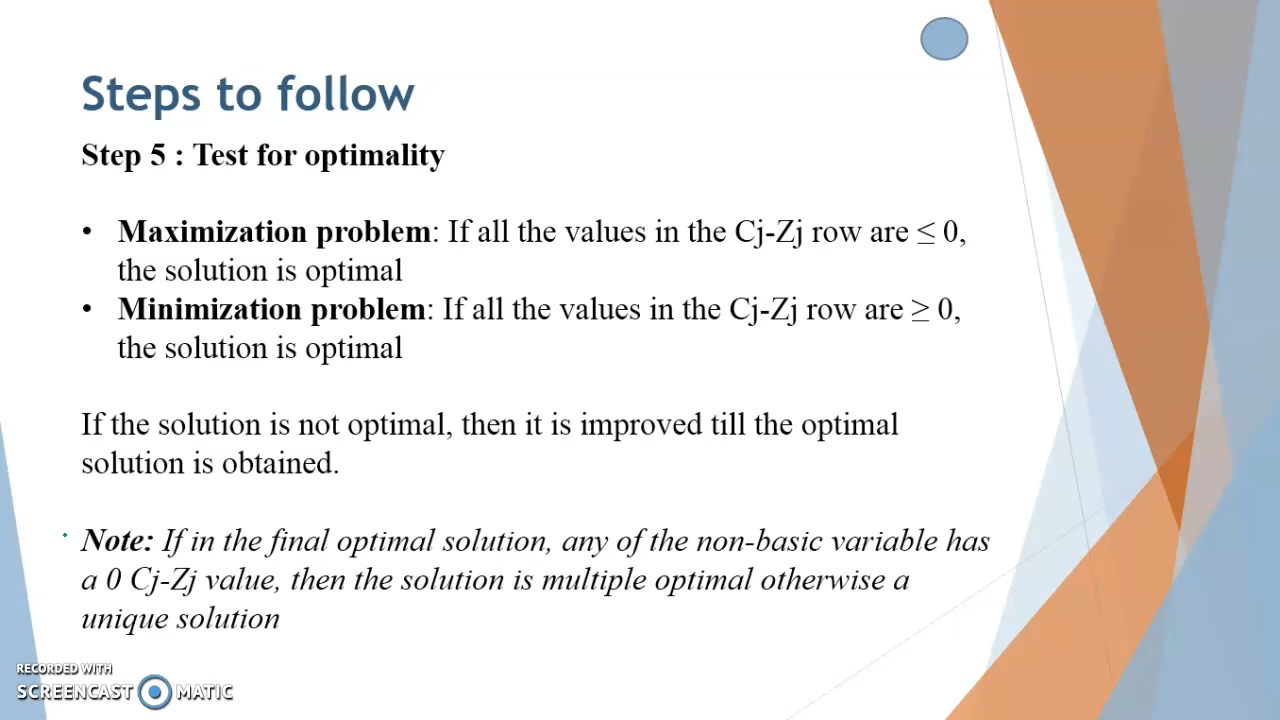 Steps to follow
Step 5 : Test for optimality
• Maximization problem: If all the values in the Cj-Zj row are ≤ 0,
the solution is optimal
• Minimization problem: If all the values in the Cj-Zj row are ≥ 0,
the solution is optimal
If the solution is not optimal, then it is improved till the optimal
solution is obtained.
Note: If in the final optimal solution, any of the non-basic variable has
a 0 Cj-Zj value, then the solution is multiple optimal otherwise a
unique solution
RECORDED WITH
SCREENCAST MATIC